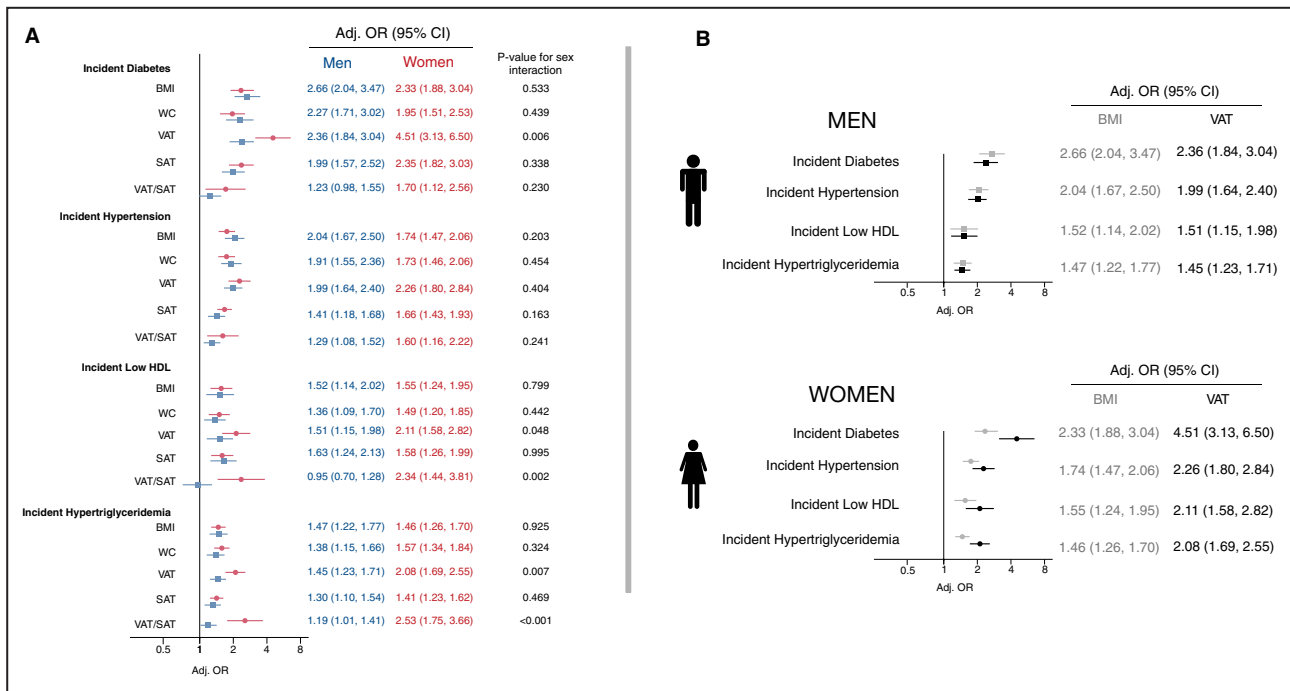 A
Adj. OR (95% CI)
Men Women P-value for sex interaction
Incident Diabetes
BMI 2.66 (2.04, 3.47) 2.33 (1.88, 3.04) 0.533
WC 2.27 (1.71, 3.02) 1.95 (1.51, 2.53) 0.439
VAT 2.36 (1.84, 3.04) 4.51 (3.13, 6.50) 0.006
SAT 1.99 (1.57, 2.52) 2.35 (1.82, 3.03) 0.338
VAT/SAT 1.23 (0.98, 1.55) 1.70 (1.12, 2.56) 0.230
Incident Hypertension
BMI 2.04 (1.67, 2.50) 1.74 (1.47, 2.06) 0.203
WC 1.91 (1.55, 2.36) 1.73 (1.46, 2.06) 0.454
VAT 1.99 (1.64, 2.40) 2.26 (1.80, 2.84) 0.404
SAT 1.41 (1.18, 1.68) 1.66 (1.43, 1.93) 0.163
VAT/SAT 1.29 (1.08, 1.52) 1.60 (1.16, 2.22) 0.241
Incident Low HDL
BMI 1.52 (1.14, 2.02) 1.55 (1.24, 1.95) 0.799
WC 1.36 (1.09, 1.70) 1.49 (1.20, 1.85) 0.442
VAT 1.51 (1.15, 1.98) 2.11 (1.58, 2.82) 0.048
SAT 1.63 (1.24, 2.13) 1.58 (1.26, 1.99) 0.995
VAT/SAT 0.95 (0.70, 1.28) 2.34 (1.44, 3.81) 0.002
Incident Hypertriglyceridemia
BMI 1.47 (1.22, 1.77) 1.46 (1.26, 1.70) 0.925
WC 1.38 (1.15, 1.66) 1.57 (1.34, 1.84) 0.324
VAT 1.45 (1.23, 1.71) 2.08 (1.69, 2.55) 0.007
SAT 1.30 (1.10, 1.54) 1.41 (1.23, 1.62) 0.469
VAT/SAT 1.19 (1.01, 1.41) 2.53 (1.75, 3.66) <0.001
0.5 1 2 4 8
Adj. OR
B
Adj. OR (95% CI)
MEN BMI VAT
Incident Diabetes 2.66 (2.04, 3.47) 2.36 (1.84, 3.04)
Incident Hypertension 2.04 (1.67, 2.50) 1.99 (1.64, 2.40)
Incident Low HDL 1.52 (1.14, 2.02) 1.51 (1.15, 1.98)
Incident Hypertriglyceridemia 1.47 (1.22, 1.77) 1.45 (1.23, 1.71)
0.5 1 2 4 8
Adj. OR
Adj. OR (95% CI)
WOMEN BMI VAT
Incident Diabetes 2.33 (1.88, 3.04) 4.51 (3.13, 6.50)
Incident Hypertension 1.74 (1.47, 2.06) 2.26 (1.80, 2.84)
Incident Low HDL 1.55 (1.24, 1.95) 2.11 (1.58, 2.82)
Incident Hypertriglyceridemia 1.46 (1.26, 1.70) 2.08 (1.69, 2.55)
0.5 1 2 4 8
Adj. OR